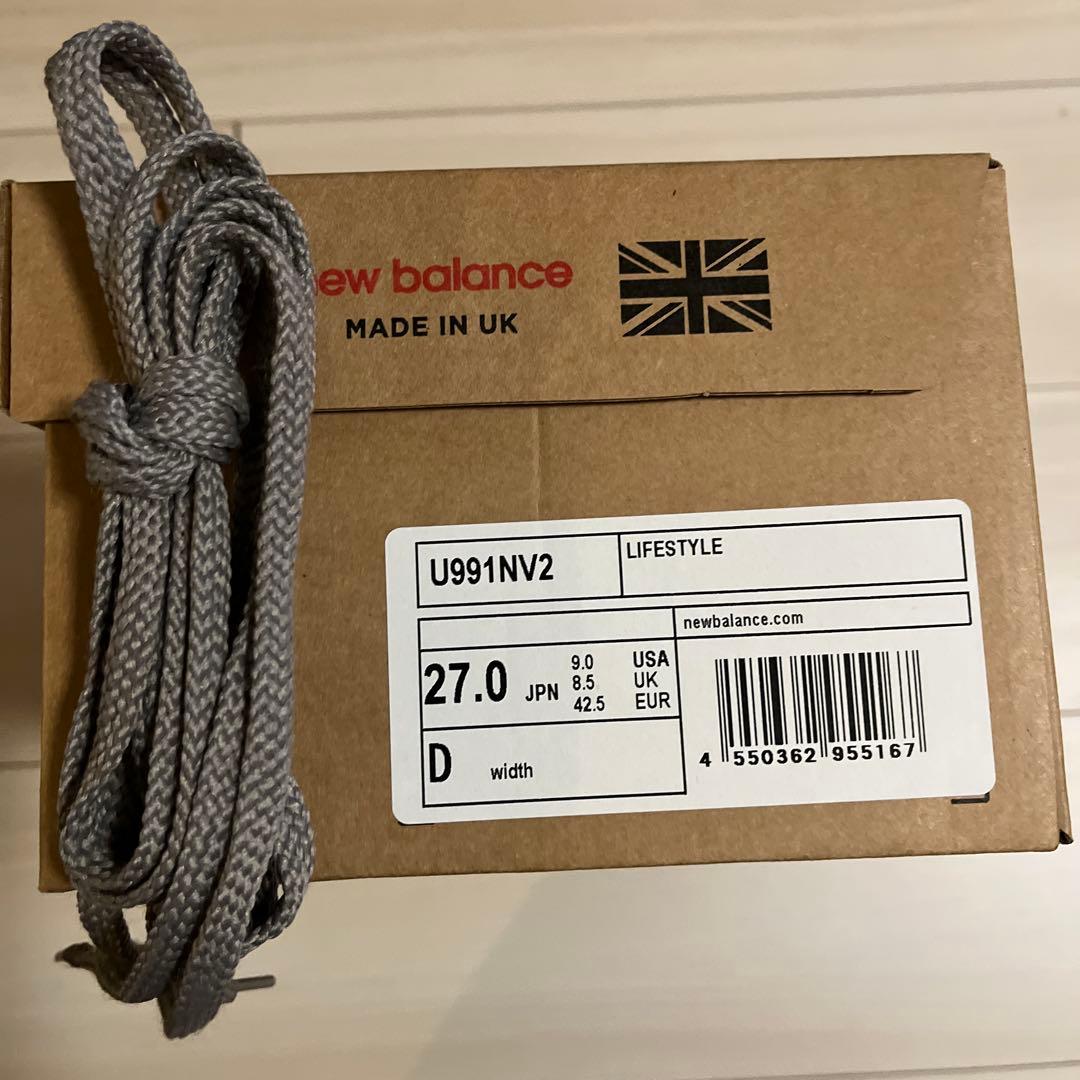 ew balance
MADE IN UK
U991NV2
LIFESTYLE
newbalance.com
27.0 JPN
9.0 USA
8.5 UK
42.5 EUR
D width
4 550362 955167